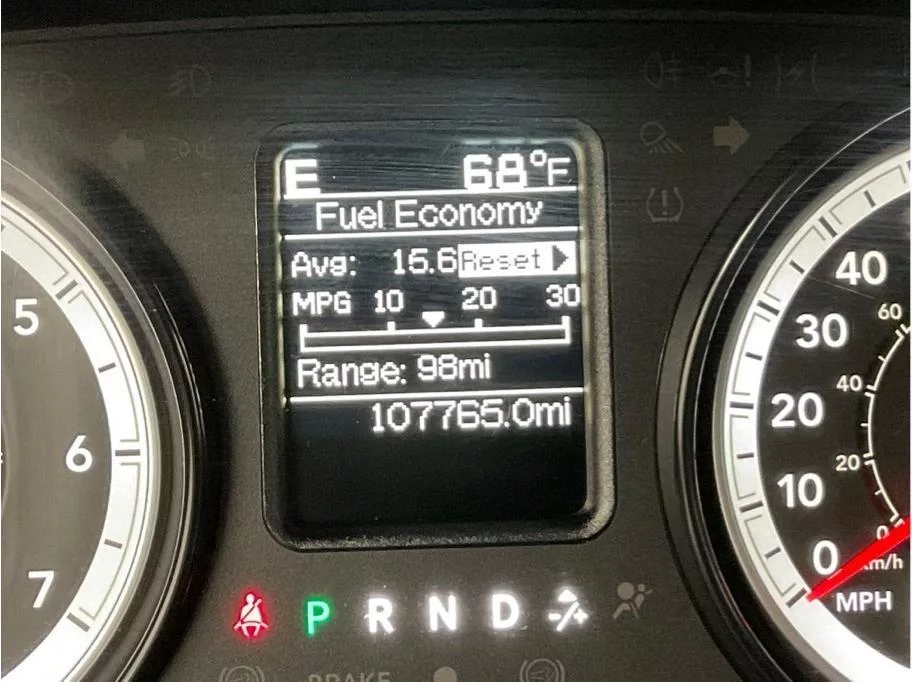 E 68°F
Fuel Economy
Avg: 15.6 Reset
MPG 10 20 30
Range: 98mi
107765.0mi
5
6
7
40
30
20
10
0
MPH
60
40
20
0
km/h
P R N D
BRAKE